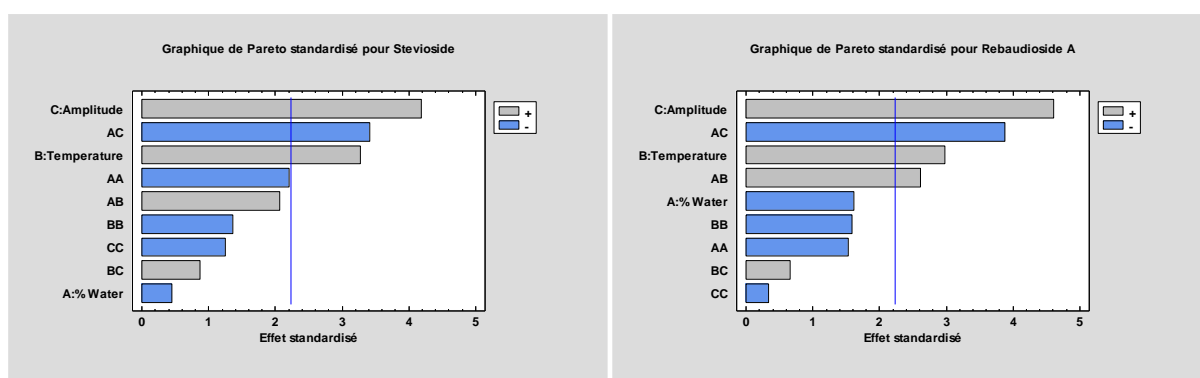 Graphique de Pareto standardisé pour Stevioside
C:Amplitude
AC
B:Temperature
AA
AB
BB
CC
BC
A:% Water
0 1 2 3 4 5
Effet standardisé
+
-
Graphique de Pareto standardisé pour Rebaudioside A
C:Amplitude
AC
B:Temperature
AB
A:% Water
BB
AA
BC
CC
0 1 2 3 4 5
Effet standardisé
+
-